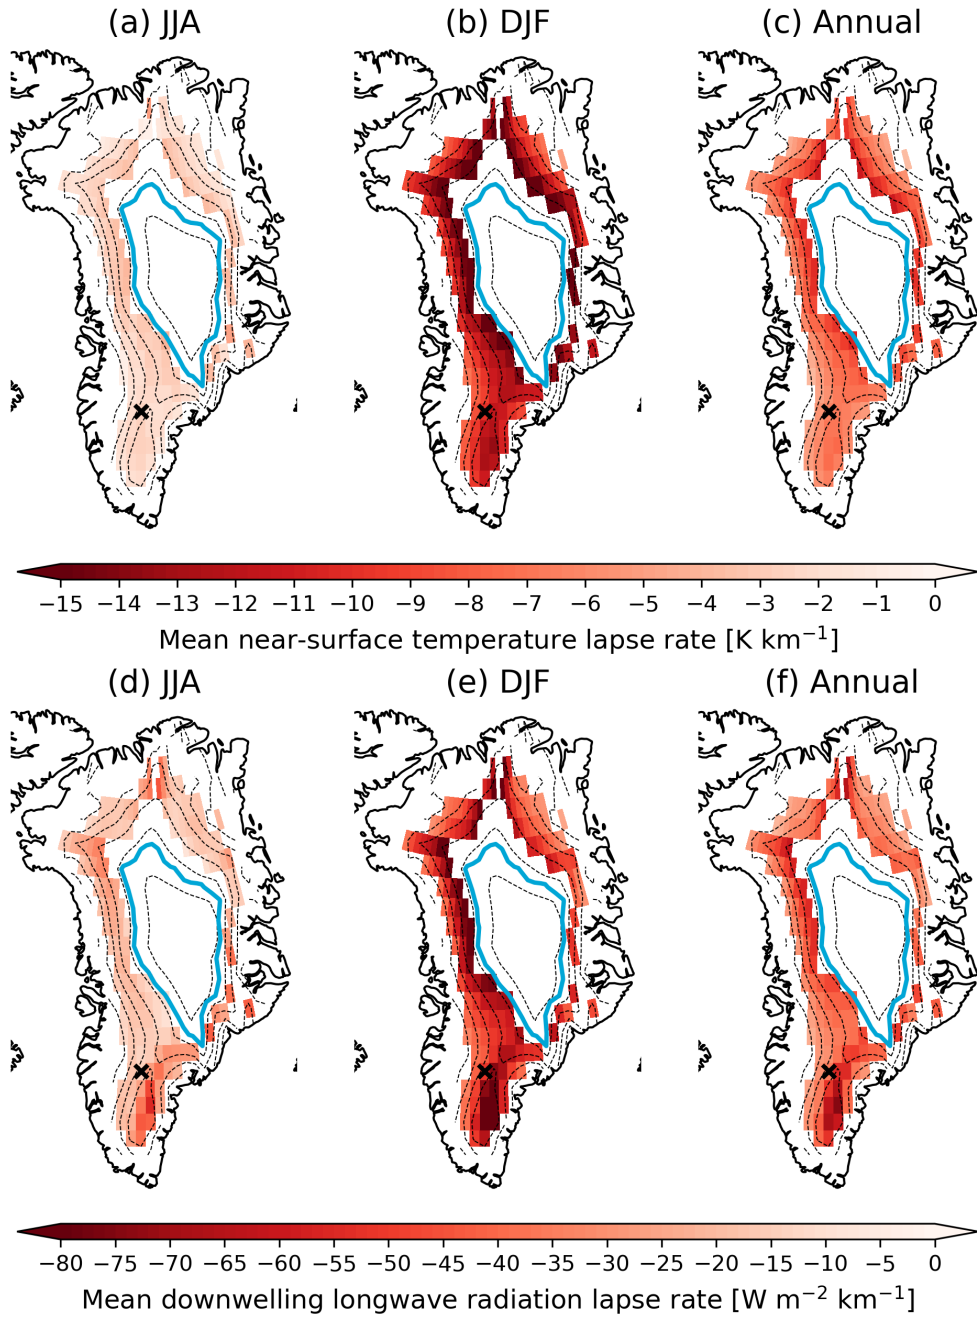 (a) JJA (b) DJF (c) Annual
−15 −14 −13 −12 −11 −10 −9 −8 −7 −6 −5 −4 −3 −2 −1 0
Mean near-surface temperature lapse rate [K km⁻¹]
(d) JJA (e) DJF (f) Annual
−80 −75 −70 −65 −60 −55 −50 −45 −40 −35 −30 −25 −20 −15 −10 −5 0
Mean downwelling longwave radiation lapse rate [W m⁻² km⁻¹]